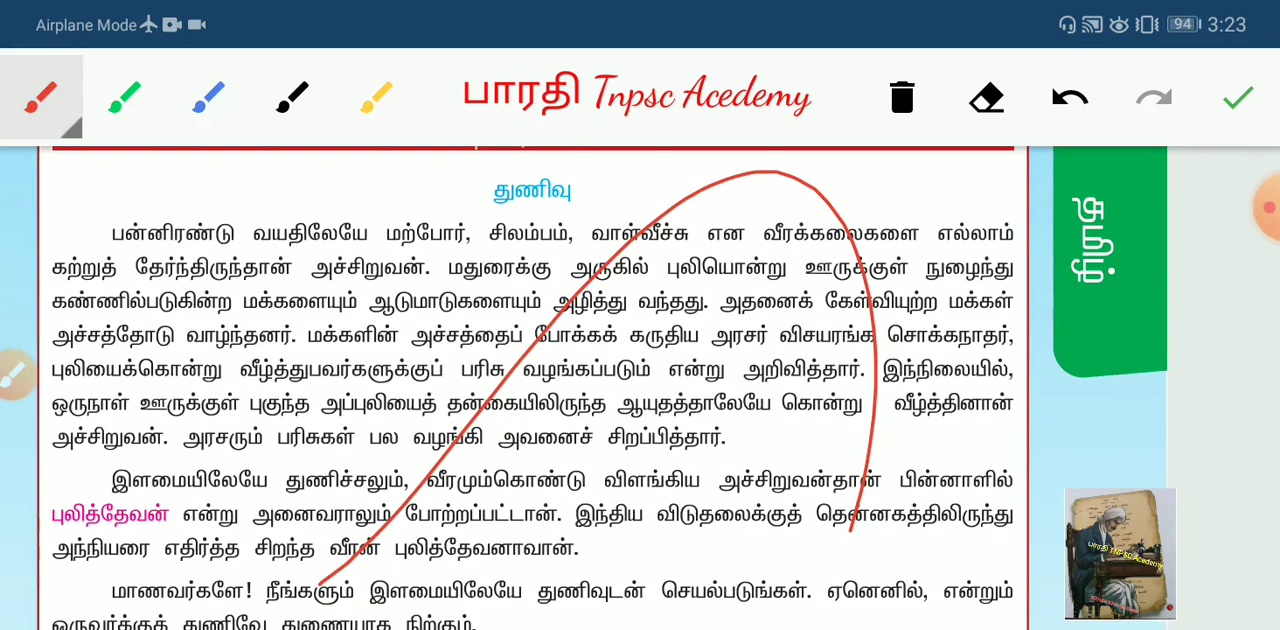 Airplane Mode 94 3:23
பாரதி Tnpsc Acedemy
துணிவு
குறிழ
பன்னிரண்டு வயதிலேயே மற்போர், சிலம்பம், வாள்வீச்சு என வீரக்கலைகளை எல்லாம்
கற்றுத் தேர்ந்திருந்தான் அச்சிறுவன். மதுரைக்கு அருகில் புலியொன்று ஊருக்குள் நுழைந்து
கண்ணில்படுகின்ற மக்களையும் ஆடுமாடுகளையும் அழித்து வந்தது. அதனைக் கேள்வியுற்ற மக்கள்
அச்சத்தோடு வாழ்ந்தனர். மக்களின் அச்சத்தைப் போக்கக் கருதிய அரசர் விசயரங்க சொக்கநாதர்,
புலியைக்கொன்று வீழ்த்துபவர்களுக்குப் பரிசு வழங்கப்படும் என்று அறிவித்தார். இந்நிலையில்,
ஒருநாள் ஊருக்குள் புகுந்த அப்புலியைத் தன்கையிலிருந்த ஆயுதத்தாலேயே கொன்று வீழ்த்தினான்
அச்சிறுவன். அரசரும் பரிசுகள் பல வழங்கி அவனைச் சிறப்பித்தார்.
இளமையிலேயே துணிச்சலும், வீரமும்கொண்டு விளங்கிய அச்சிறுவன்தான் பின்னாளில்
புலித்தேவன் என்று அனைவராலும் போற்றப்பட்டான். இந்திய விடுதலைக்குத் தென்னகத்திலிருந்து
அந்நியரை எதிர்த்த சிறந்த வீரன் புலித்தேவனாவான்.
பாரதி TNPSC Academy
மாணவர்களே! நீங்களும் இளமையிலேயே துணிவுடன் செயல்படுங்கள். ஏனெனில், என்றும்
ஒருவர்க்குத் துணிவே துணையாக நிற்கும்.